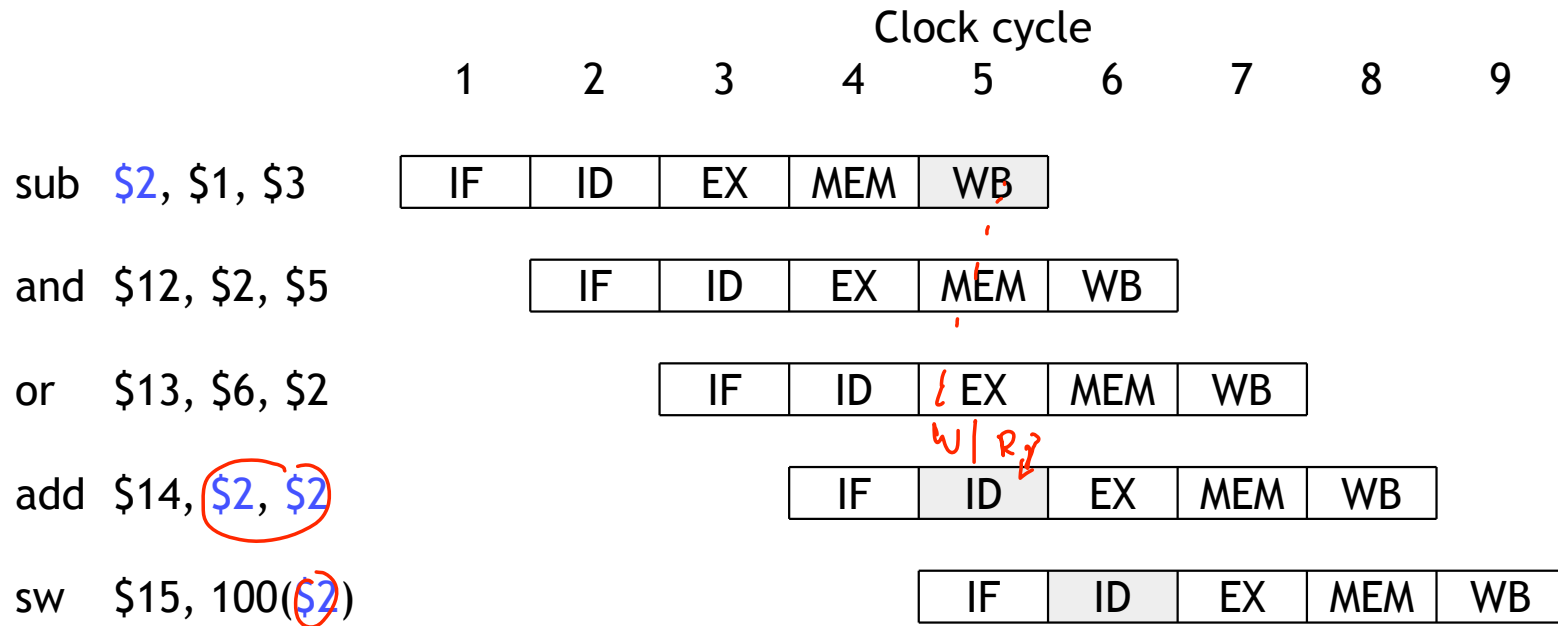 Clock cycle
1 2 3 4 5 6 7 8 9
sub $2, $1, $3 IF ID EX MEM WB
and $12, $2, $5 IF ID EX MEM WB
or $13, $6, $2 IF ID EX MEM WB
W | R
add $14, $2, $2 IF ID EX MEM WB
sw $15, 100($2) IF ID EX MEM WB